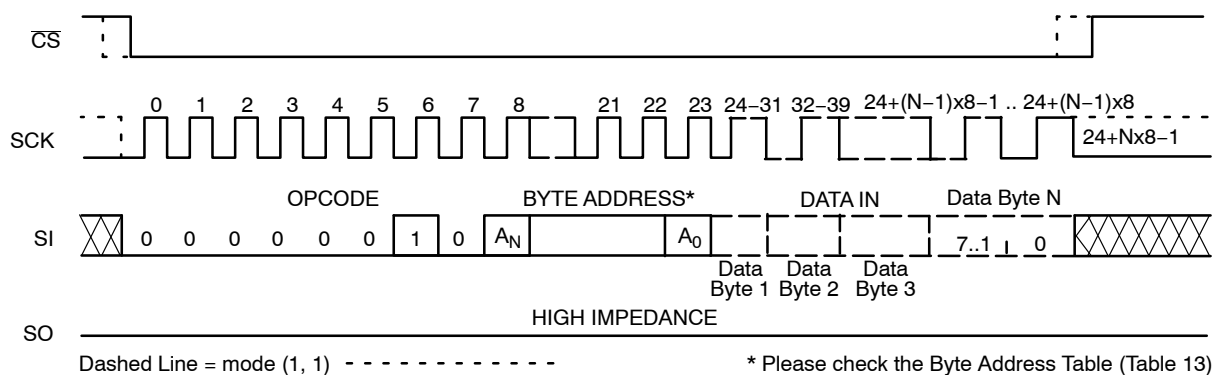 CS
0 1 2 3 4 5 6 7 8 21 22 23 24–31 32–39 24+(N–1)x8–1 .. 24+(N–1)x8
SCK
24+Nx8–1
OPCODE BYTE ADDRESS* DATA IN Data Byte N
SI
0 0 0 0 0 0 1 0 AN A0 7..1 0
Data Byte 1
Data Byte 2
Data Byte 3
HIGH IMPEDANCE
SO
Dashed Line = mode (1, 1) - - - - - - - - - - - - -
* Please check the Byte Address Table (Table 13)